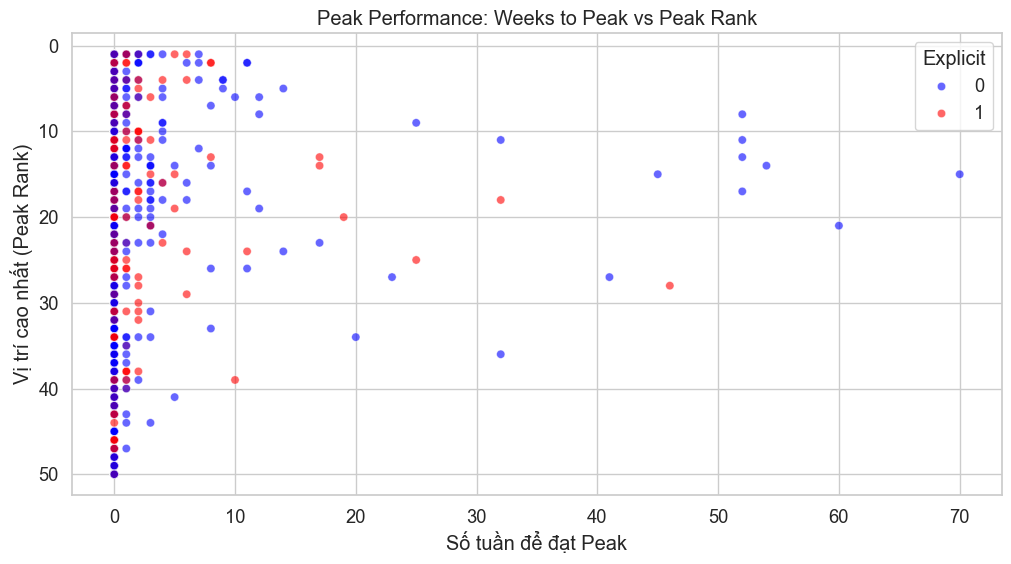 Peak Performance: Weeks to Peak vs Peak Rank
Explicit
0
1
Vị trí cao nhất (Peak Rank)
0
10
20
30
40
50
0 10 20 30 40 50 60 70
Số tuần để đạt Peak